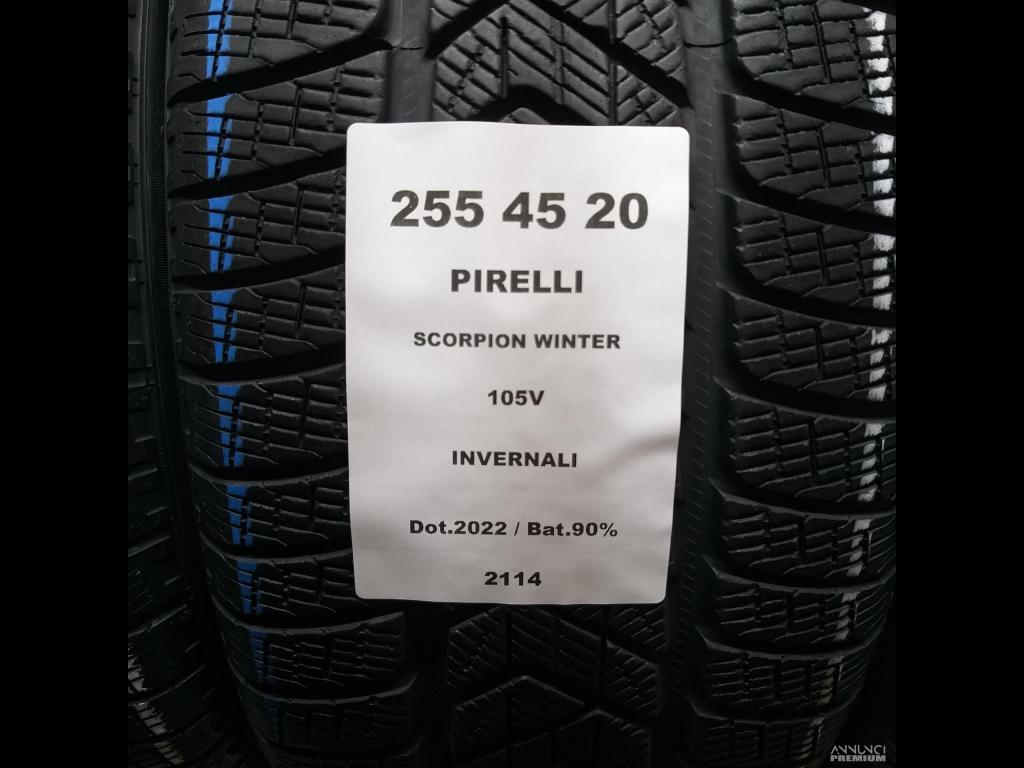 255 45 20
PIRELLI
SCORPION WINTER
105V
INVERNALI
Dot.2022 / Bat.90%
2114
ANNUNCI
PREMIUM